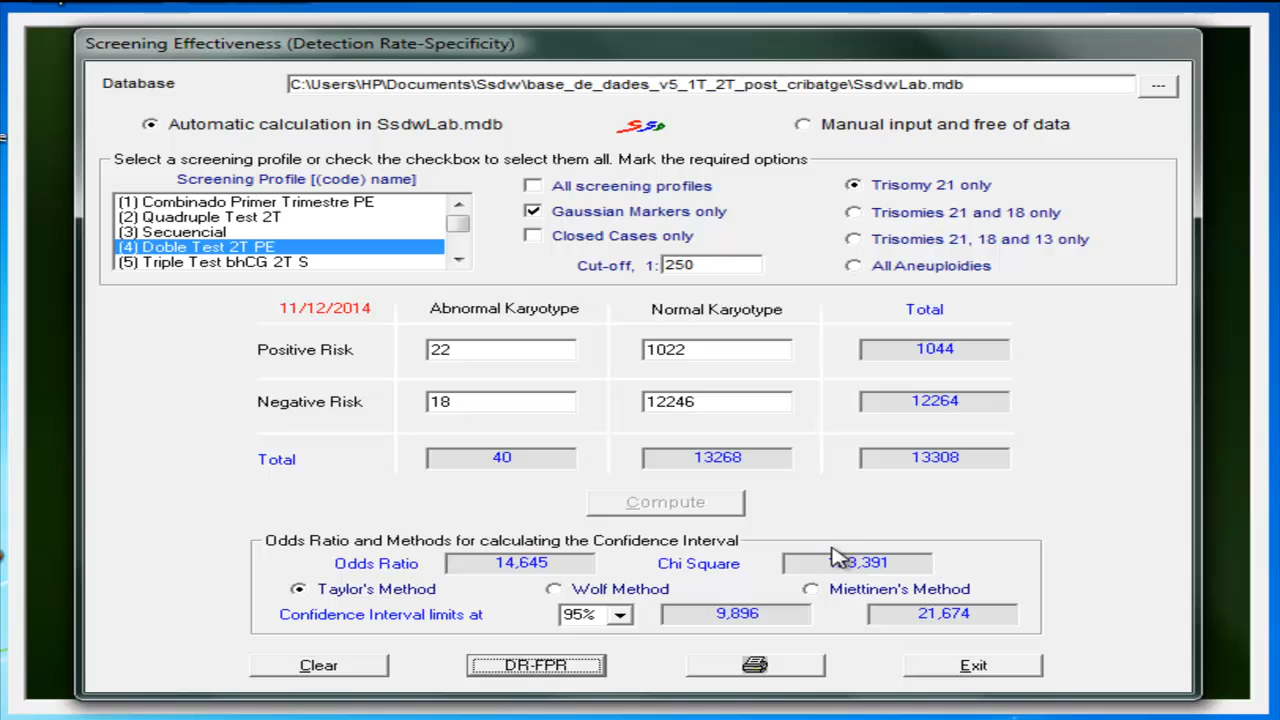 Screening Effectiveness (Detection Rate-Specificity)
Database C:\Users\HP\Documents\Ssdw\base_de_dades_v5_1T_2T_post_cribatge\SsdwLab.mdb ...
Automatic calculation in SsdwLab.mdb SSD Manual input and free of data
Select a screening profile or check the checkbox to select them all. Mark the required options
Screening Profile [(code) name]
(1) Combinado Primer Trimestre PE
(2) Quadruple Test 2T
(3) Secuencial
(4) Doble Test 2T PE
(5) Triple Test bhCG 2T S
All screening profiles
Gaussian Markers only
Closed Cases only
Cut-off, 1: 250
Trisomy 21 only
Trisomies 21 and 18 only
Trisomies 21, 18 and 13 only
All Aneuploidies
11/12/2014 Abnormal Karyotype Normal Karyotype Total
Positive Risk 22 1022 1044
Negative Risk 18 12246 12264
Total 40 13268 13308
Compute
Odds Ratio and Methods for calculating the Confidence Interval
Odds Ratio 14,645 Chi Square 3,391
Taylor's Method Wolf Method Miettinen's Method
Confidence Interval limits at 95% 9,896 21,674
Clear DR-FPR Exit